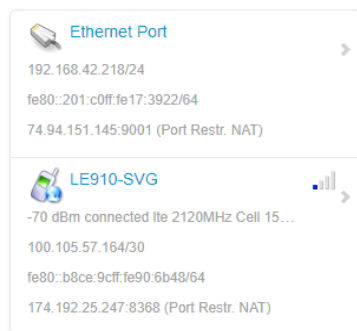 Ethernet Port
192.168.42.218/24
fe80::201:c0ff:fe17:3922/64
74.94.151.145:9001 (Port Restr. NAT)
LE910-SVG
-70 dBm connected lte 2120MHz Cell 15...
100.105.57.164/30
fe80::b8ce:9cff:fe90:6b48/64
174.192.25.247:8368 (Port Restr. NAT)